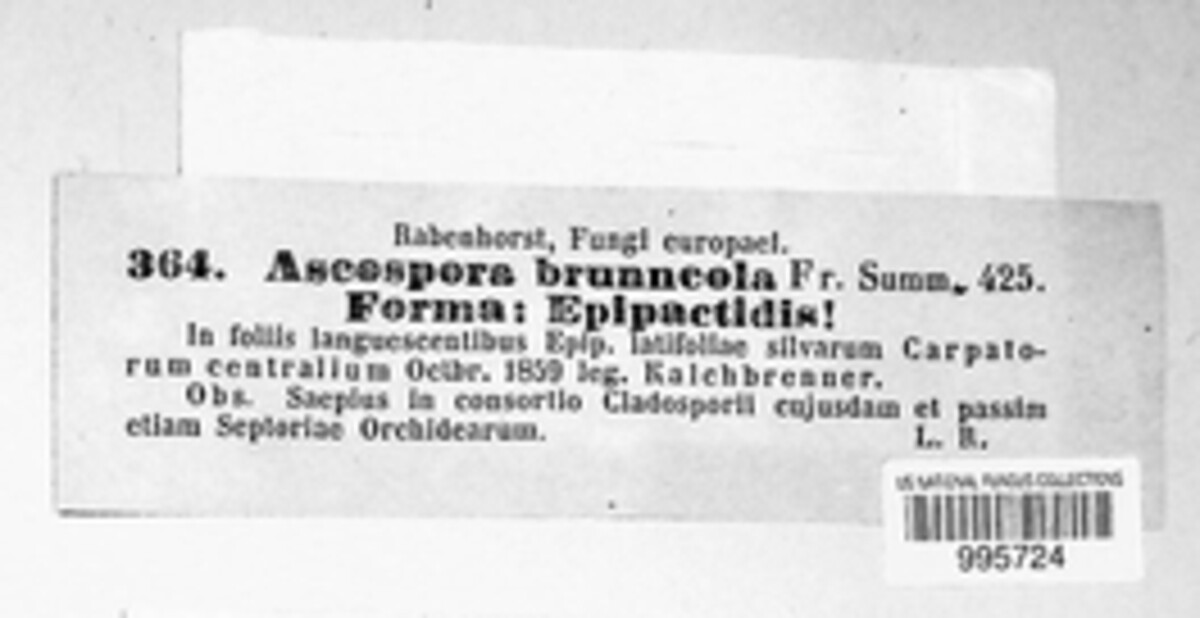 Rabenhorst, Fungi europaei.
364. Ascospora brunneola Fr. Summ. 425.
Forma: Epipactidis!
In foliis languescentibus Epip. latifoliae silvarum Carpato-
rum centralium Octbr. 1859 leg. Kalchbrenner.
Obs. Saepius in consortio Cladosporii cujusdam et passim
etiam Septoriae Orchidearum.
L. R.
US NATIONAL FUNGUS COLLECTIONS
995724